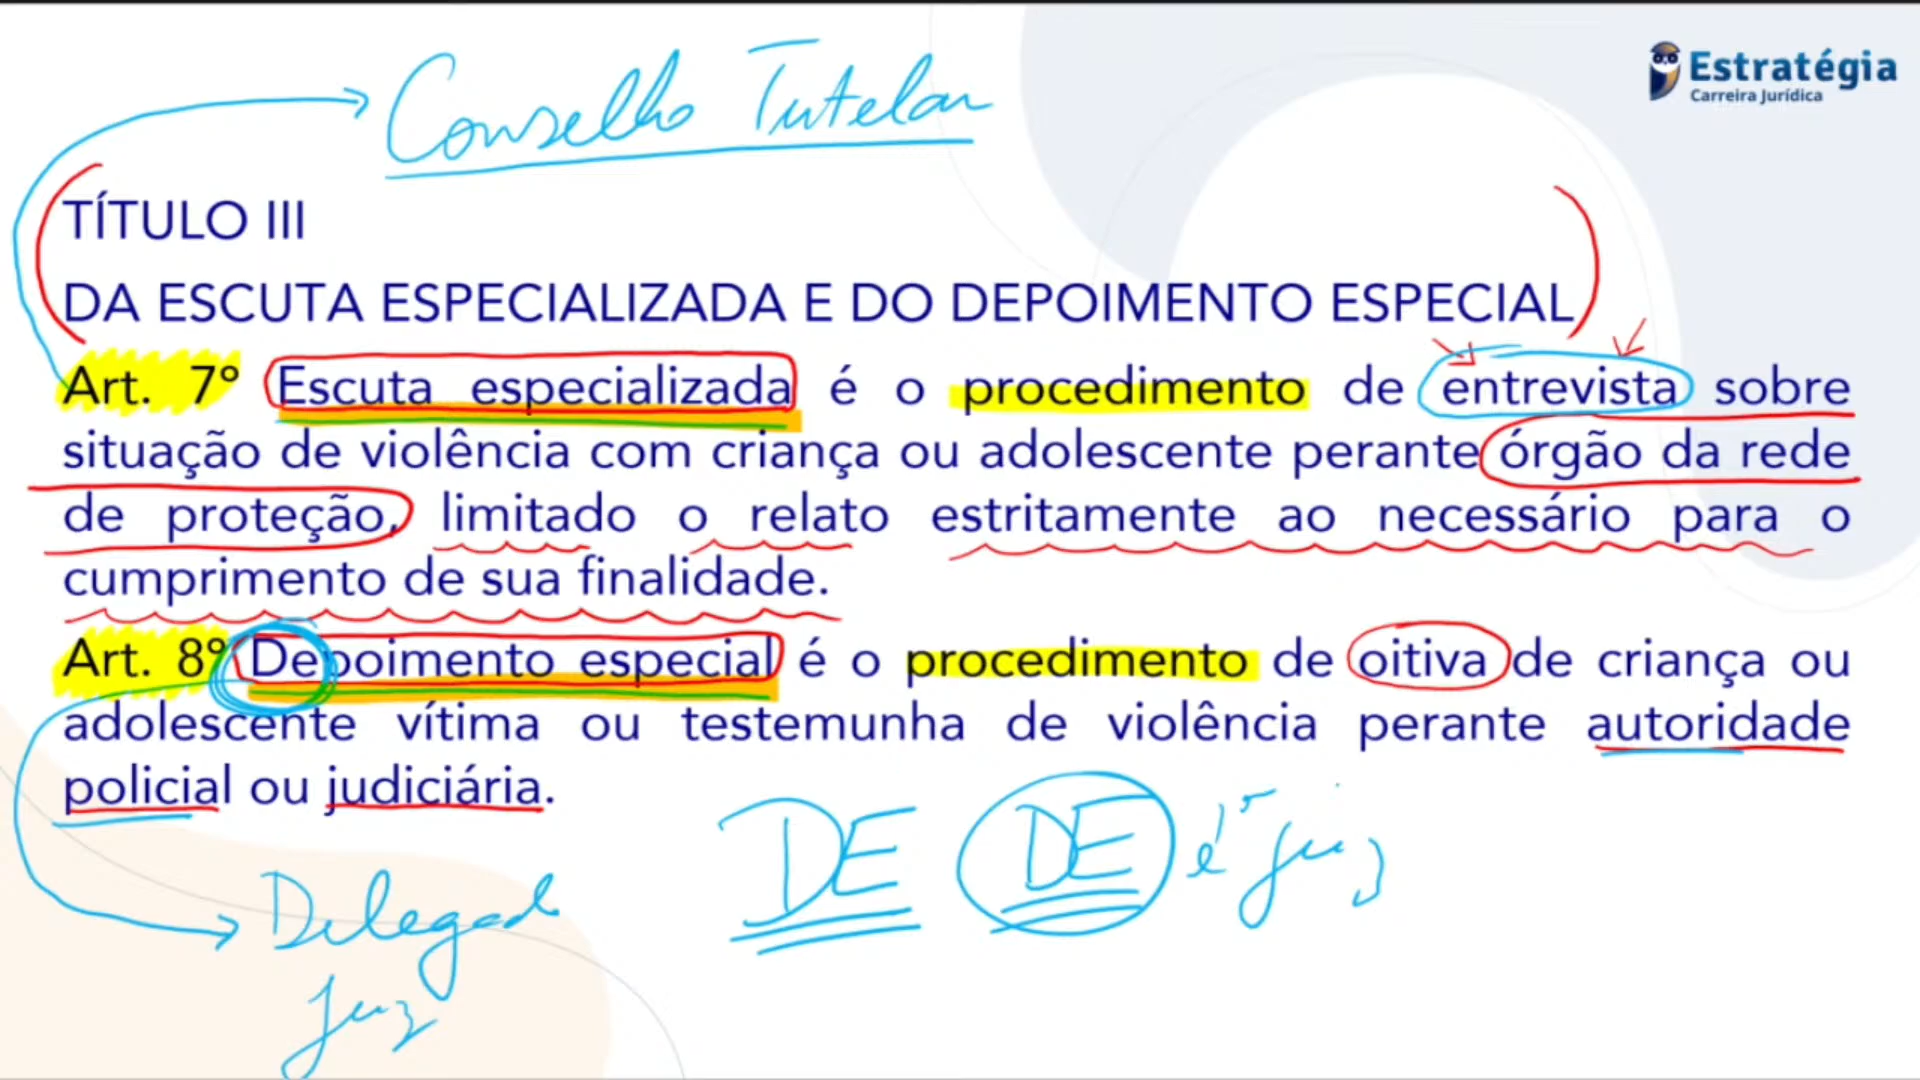 Conselho Tutelar
Estratégia
Carreira Jurídica
TÍTULO III
DA ESCUTA ESPECIALIZADA E DO DEPOIMENTO ESPECIAL
Art. 7º Escuta especializada é o procedimento de entrevista sobre
situação de violência com criança ou adolescente perante órgão da rede
de proteção, limitado o relato estritamente ao necessário para o
cumprimento de sua finalidade.
Art. 8º Depoimento especial é o procedimento de oitiva de criança ou
adolescente vítima ou testemunha de violência perante autoridade
policial ou judiciária.
DE DE é juiz
Delegado
Juiz